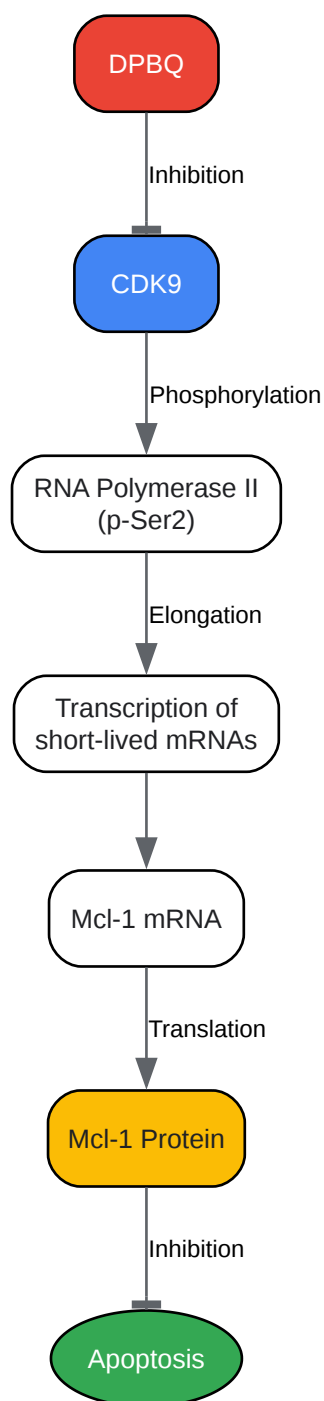 DPBQ
Inhibition
CDK9
Phosphorylation
RNA Polymerase II
(p-Ser2)
Elongation
Transcription of
short-lived mRNAs
Mcl-1 mRNA
Translation
Mcl-1 Protein
Inhibition
Apoptosis